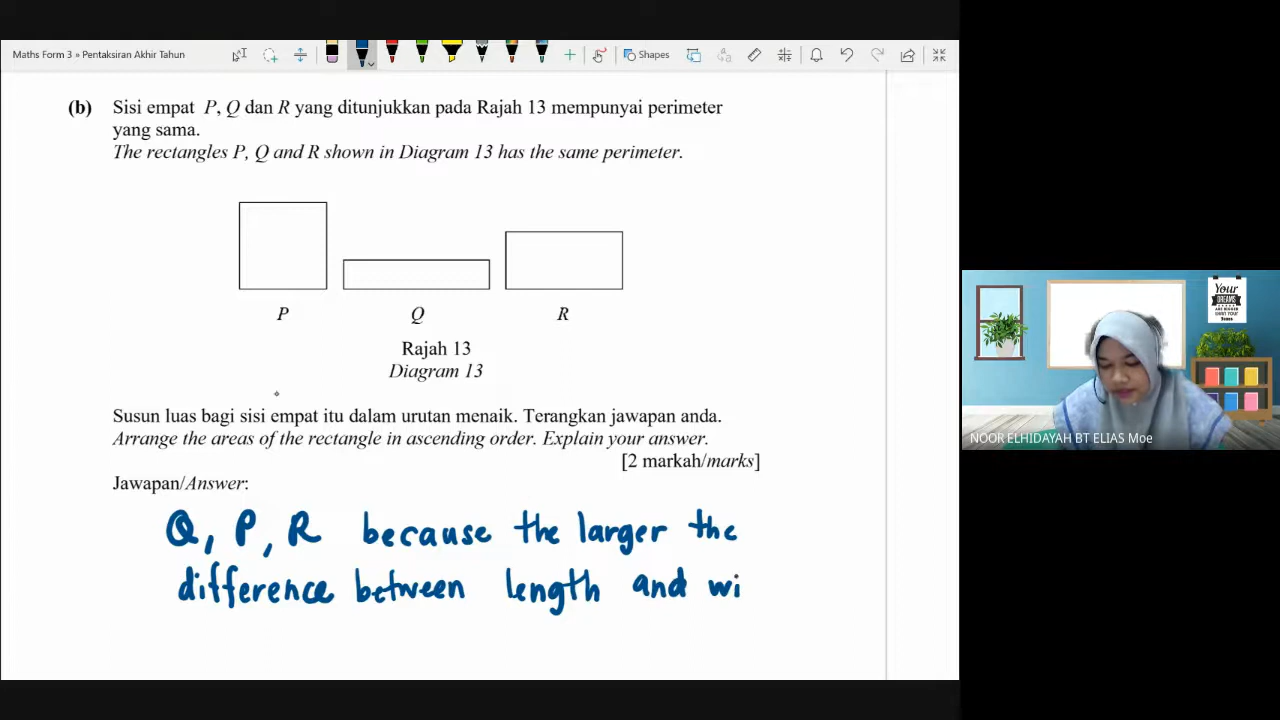 Maths Form 3 » Pentaksiran Akhir Tahun
Shapes
(b) Sisi empat P, Q dan R yang ditunjukkan pada Rajah 13 mempunyai perimeter
yang sama.
The rectangles P, Q and R shown in Diagram 13 has the same perimeter.
P Q R
Rajah 13
Diagram 13
Susun luas bagi sisi empat itu dalam urutan menaik. Terangkan jawapan anda.
Arrange the areas of the rectangle in ascending order. Explain your answer.
[2 markah/marks]
Jawapan/Answer:
Q, P, R because the larger the
difference between length and wi
Your
DREAMS
NOOR ELHIDAYAH BT ELIAS Moe